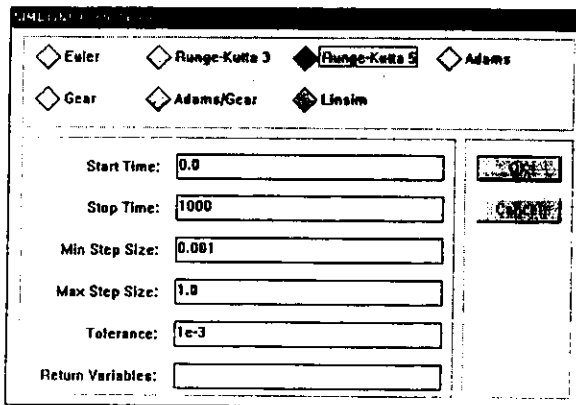 Euler Runge-Kutta 3 Runge-Kutta 5 Adams
Gear Adams/Gear Linsim
Start Time: 0.0
Stop Time: 1000
Min Step Size: 0.001
Max Step Size: 1.0
Tolerance: 1e-3
Return Variables:
Cancel